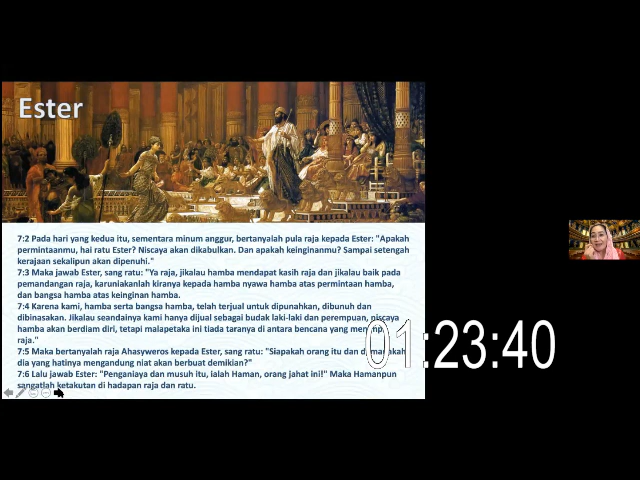 Ester
7:2 Pada hari yang kedua itu, sementara minum anggur, bertanyalah pula raja kepada Ester: "Apakah
permintaanmu, hai ratu Ester? Niscaya akan dikabulkan. Dan apakah keinginanmu? Sampai setengah
kerajaan sekalipun akan dipenuhi."
7:3 Maka jawab Ester, sang ratu: "Ya raja, jikalau hamba mendapat kasih raja dan jikalau baik pada
pemandangan raja, karuniakanlah kiranya kepada hamba nyawa hamba atas permintaan hamba,
dan bangsa hamba atas keinginan hamba.
7:4 Karena kami, hamba serta bangsa hamba, telah terjual untuk dipunahkan, dibunuh dan
dibinasakan. Jikalau seandainya kami hanya dijual sebagai budak laki-laki dan perempuan, niscaya
hamba akan berdiam diri, tetapi malapetaka ini tiada taranya di antara bencana yang
raja."
7:5 Maka bertanyalah raja Ahasyweros kepada Ester, sang ratu: "Siapakah orang itu dan
dia yang hatinya mengandung niat akan berbuat demikian?"
7:6 Lalu jawab Ester: "Penganiaya dan musuh itu, ialah Haman, orang jahat ini!" Maka Hamanpun
sangatlah ketakutan di hadapan raja dan ratu.
01:23:40